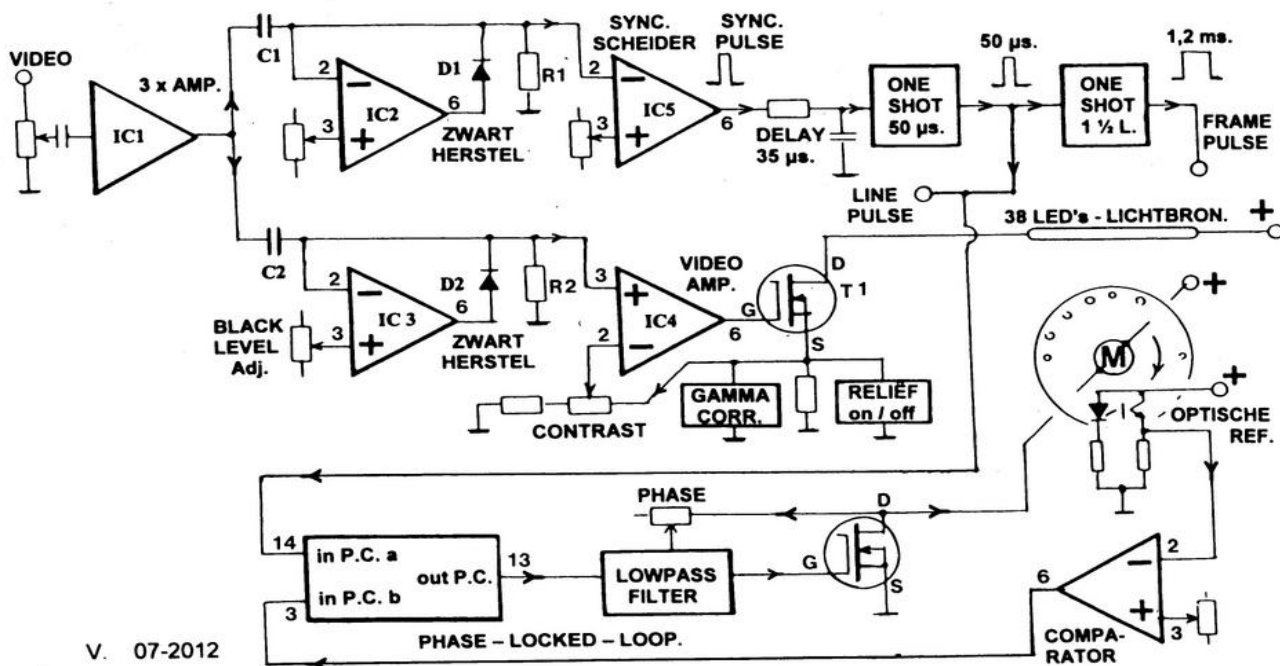 VIDEO
3 x AMP.
IC1
C1
2
3
IC2
6
D1
R1
ZWART
HERSTEL
SYNC.
SCHEIDER
2
3
IC5
6
SYNC.
PULSE
DELAY
35 µs.
ONE
SHOT
50 µs.
50 µs.
ONE
SHOT
1 ½ L.
1,2 ms.
FRAME
PULSE
LINE
PULSE
38 LED's - LICHTBRON.
+
C2
2
3
IC 3
6
D2
R2
ZWART
HERSTEL
BLACK
LEVEL
Adj.
3
2
IC4
6
VIDEO
AMP.
G
D
T 1
S
CONTRAST
GAMMA
CORR.
RELIËF
on / off
M
+
+
OPTISCHE
REF.
PHASE
14
in P.C. a
out P.C.
13
in P.C. b
3
LOWPASS
FILTER
G
D
S
PHASE – LOCKED – LOOP.
6
2
3
COMPA-
RATOR
V. 07-2012